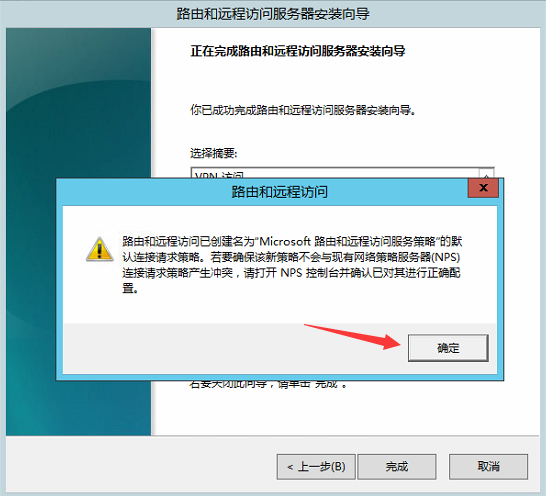 路由和远程访问服务器安装向导
正在完成路由和远程访问服务器安装向导
你已成功完成路由和远程访问服务器安装向导。
选择摘要:
VPN 访问
路由和远程访问
x
路由和远程访问已创建名为“Microsoft 路由和远程访问服务策略”的默
认连接请求策略。若要确保该新策略不会与现有网络策略服务器(NPS)
连接请求策略产生冲突，请打开 NPS 控制台并确认已对其进行正确配
置。
确定
若要关闭此向导，请单击“完成”。
< 上一步(B)
完成
取消